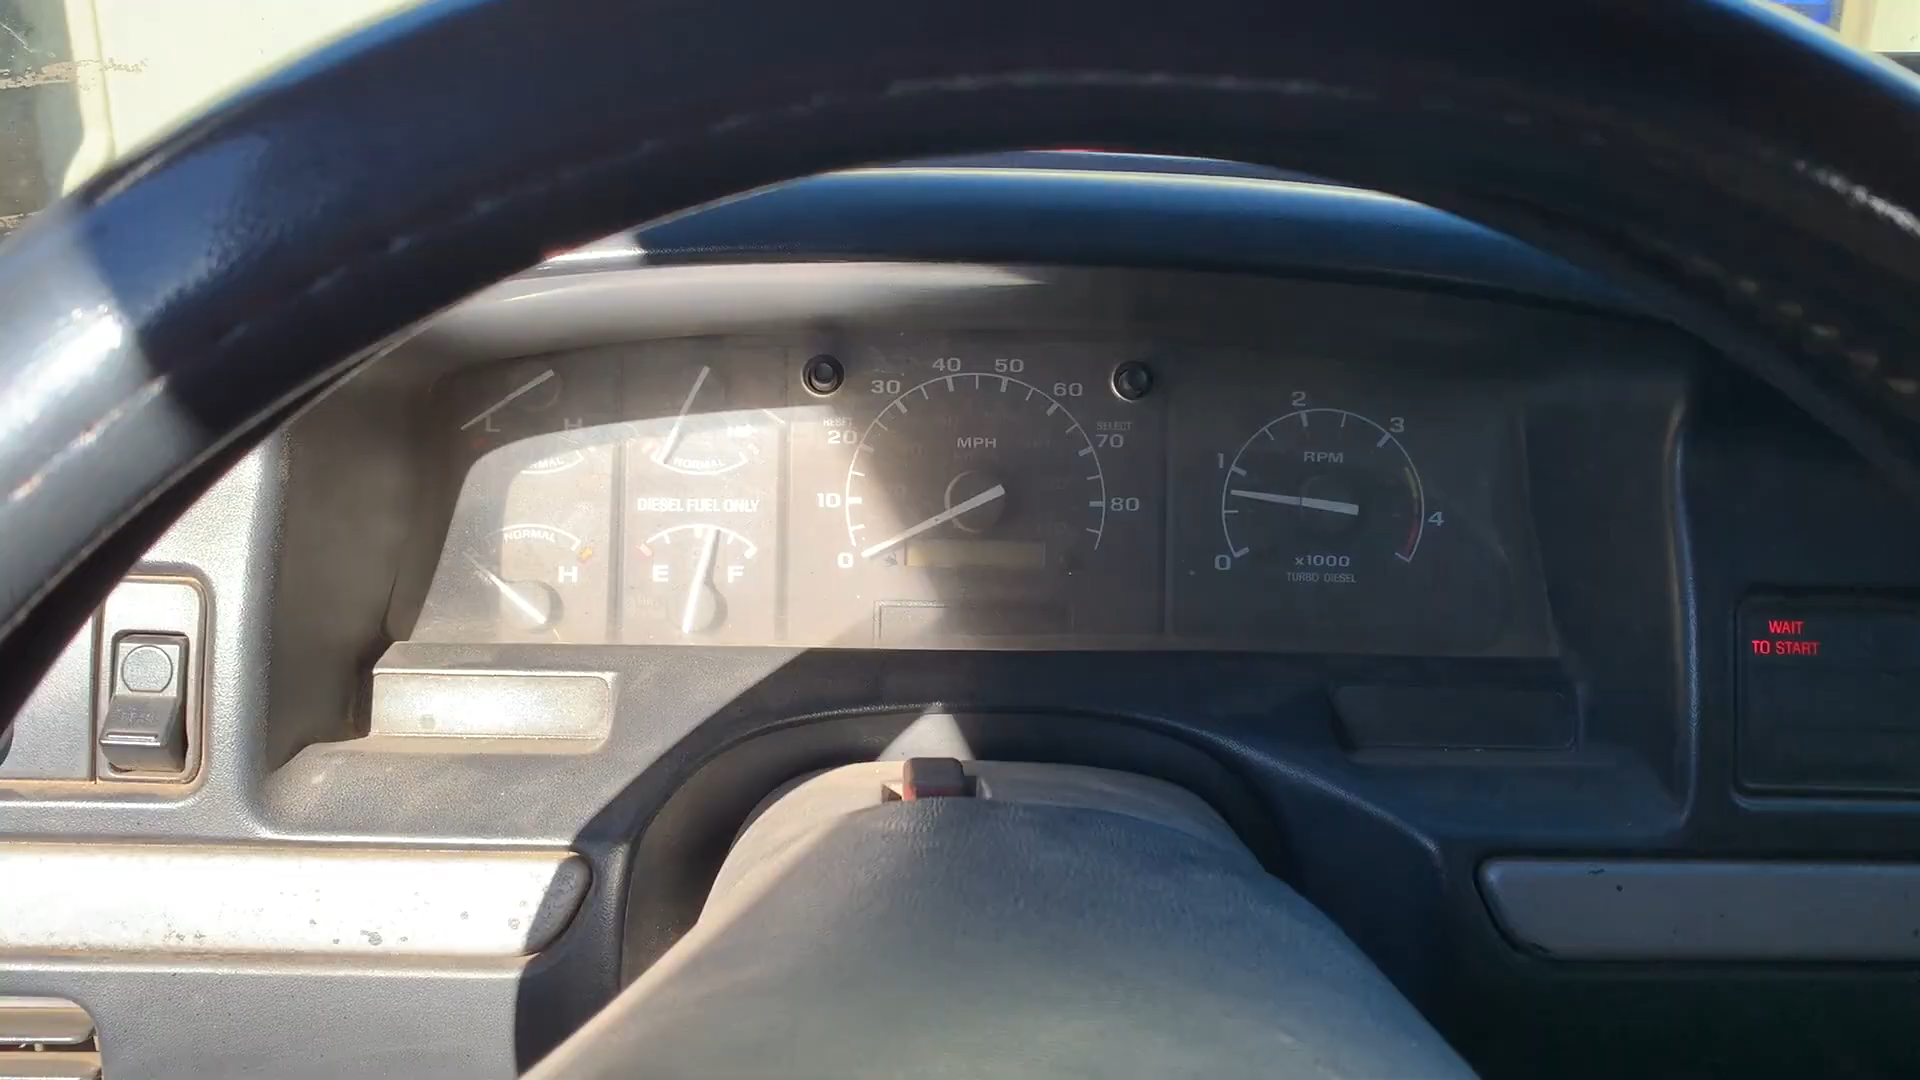 L H
NORMAL
NORMAL
DIESEL FUEL ONLY
NORMAL
H
E F
RESET
SELECT
0 10 20 30 40 50 60 70 80
MPH
0 1 2 3 4
RPM
x1000
TURBO DIESEL
WAIT
TO START